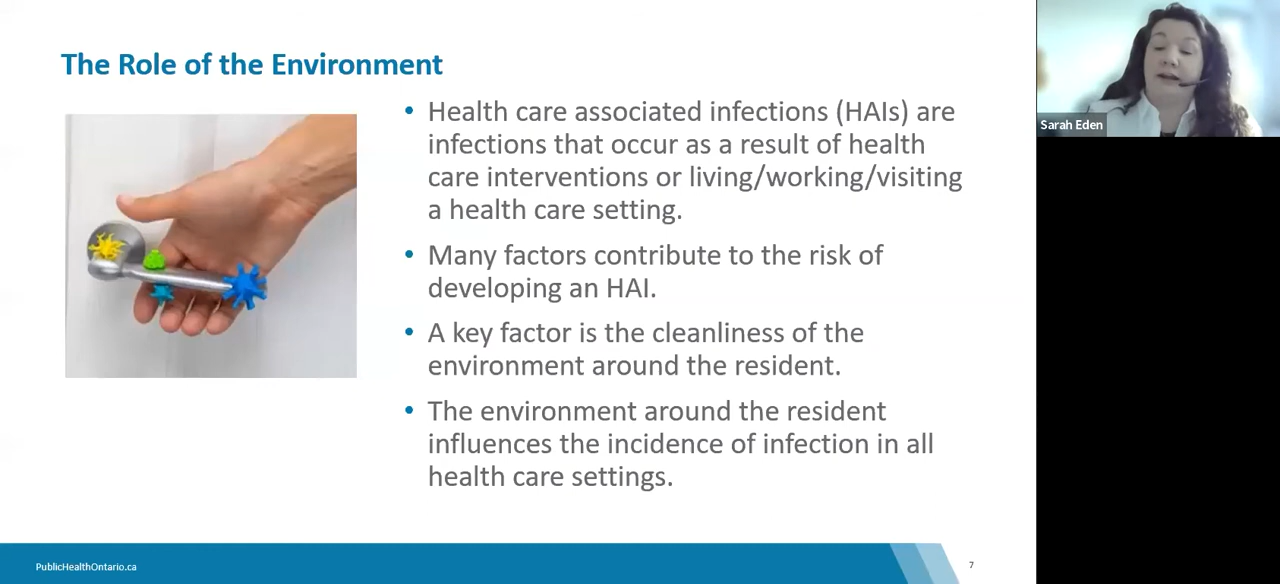 The Role of the Environment
• Health care associated infections (HAIs) are
infections that occur as a result of health
care interventions or living/working/visiting
a health care setting.
• Many factors contribute to the risk of
developing an HAI.
• A key factor is the cleanliness of the
environment around the resident.
• The environment around the resident
influences the incidence of infection in all
health care settings.
PublicHealthOntario.ca
7
Sarah Eden